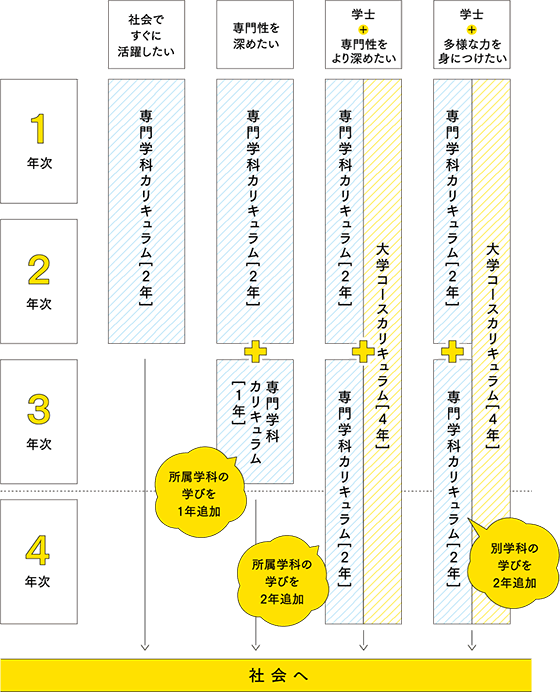 社会で
すぐに
活躍したい
専門性を
深めたい
学士
+
専門性を
より深めたい
学士
+
多様な力を
身につけたい
1
年次
2
年次
3
年次
4
年次
専門学科カリキュラム[2年]
専門学科カリキュラム[2年]
+
専門学科
カリキュラム
[1年]
所属学科の
学びを
1年追加
専門学科カリキュラム[2年]
+
専門学科カリキュラム[2年]
大学コースカリキュラム[4年]
所属学科の
学びを
2年追加
専門学科カリキュラム[2年]
+
専門学科カリキュラム[2年]
大学コースカリキュラム[4年]
別学科の
学びを
2年追加
社会へ